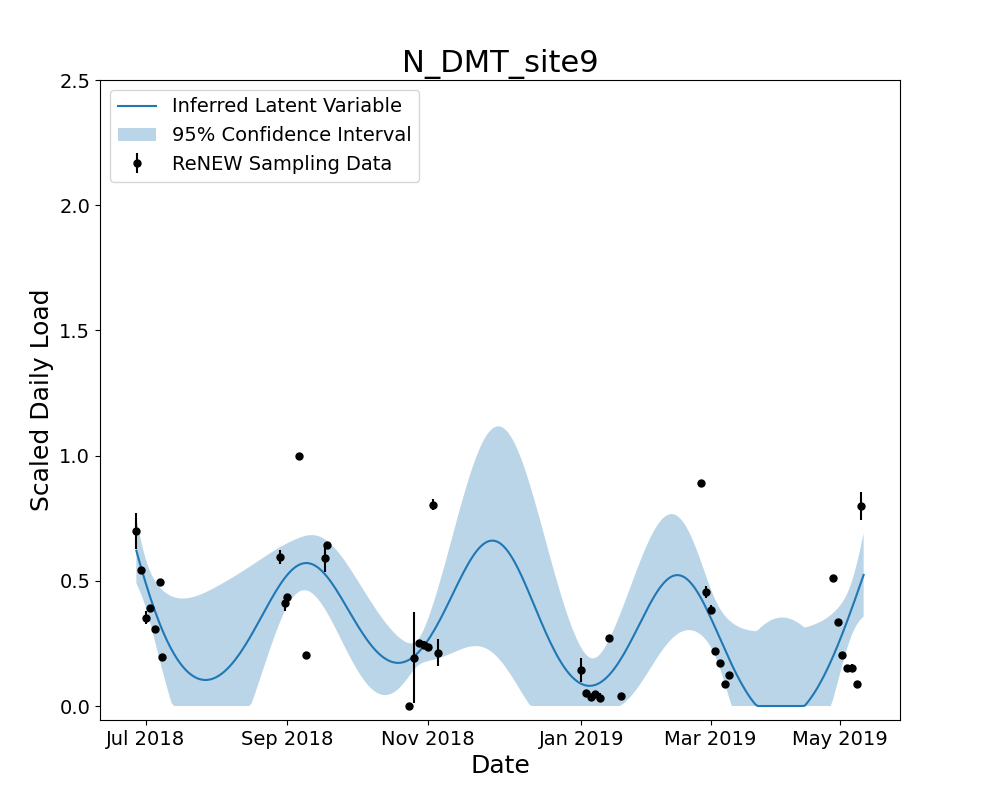 N_DMT_site9
2.5
2.0
1.5
1.0
0.5
0.0
Scaled Daily Load
Inferred Latent Variable
95% Confidence Interval
ReNEW Sampling Data
Jul 2018
Sep 2018
Nov 2018
Jan 2019
Mar 2019
May 2019
Date